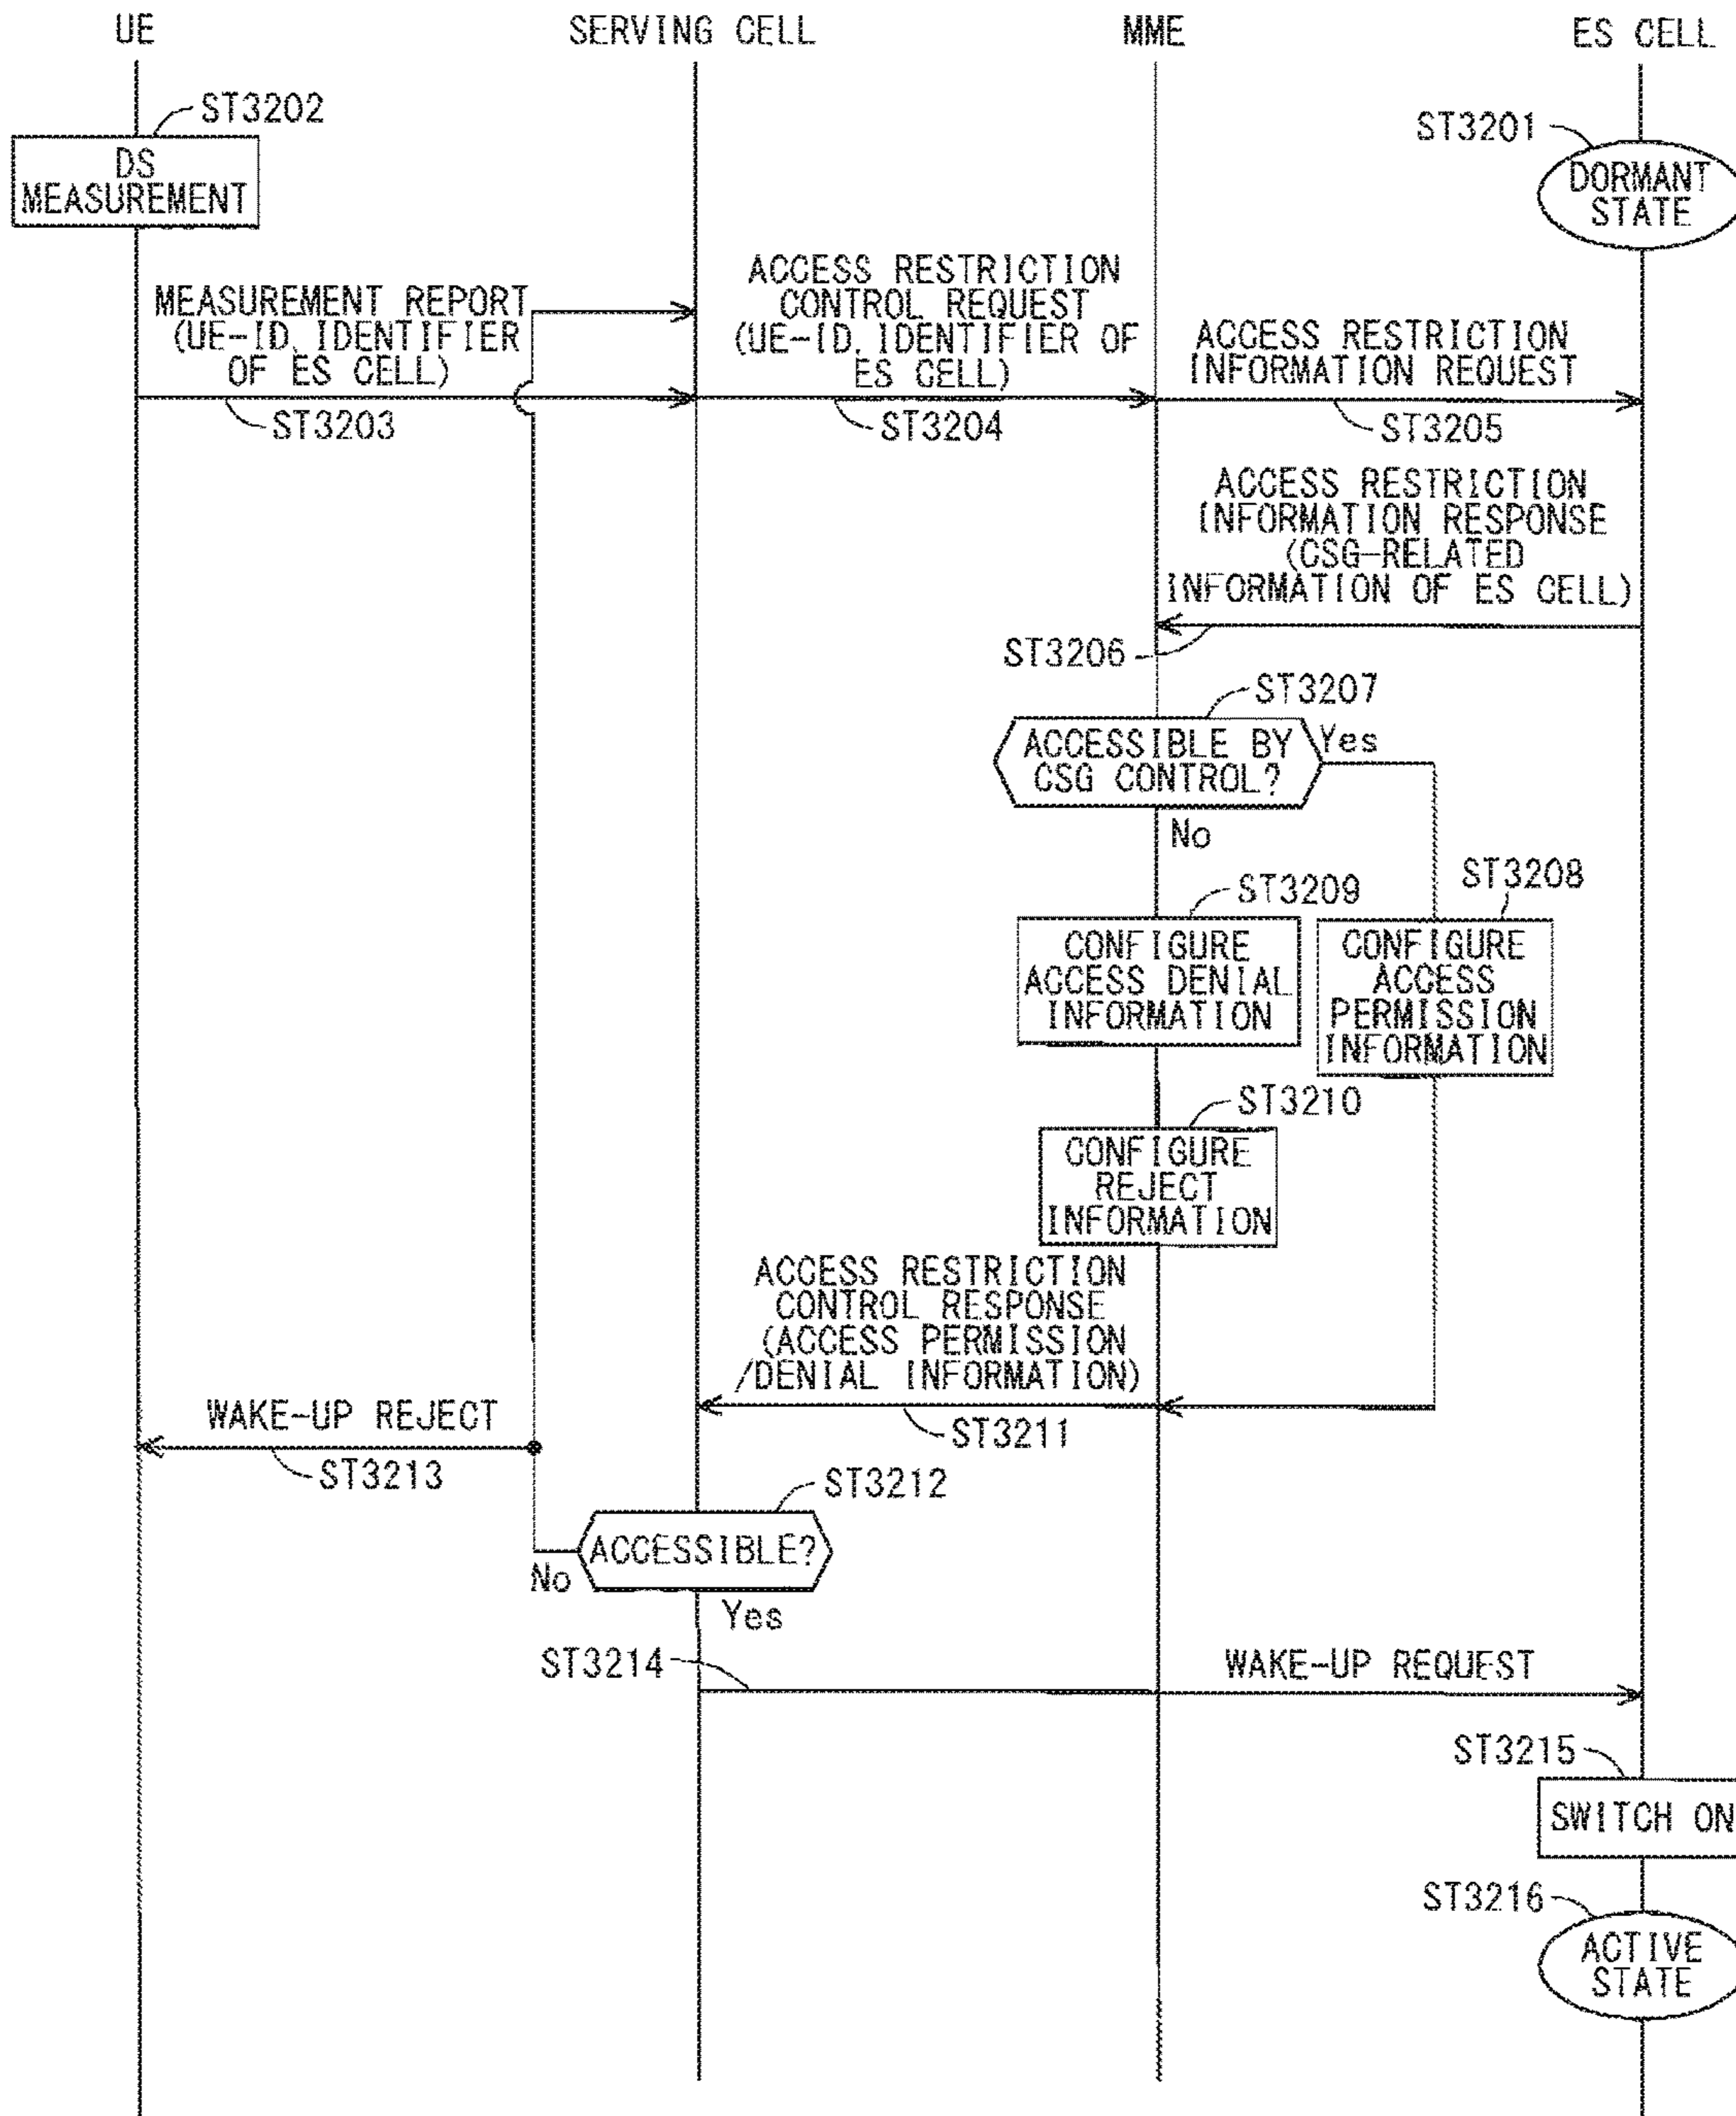 UE
SERVING CELL
MME
ES CELL
ST3202
ST3201
DS
MEASUREMENT
DORMANT
STATE
MEASUREMENT REPORT
(UE-ID, IDENTIFIER
OF ES CELL)
ST3203
ACCESS RESTRICTION
CONTROL REQUEST
(UE-ID, IDENTIFIER OF
ES CELL)
ST3204
ACCESS RESTRICTION
INFORMATION REQUEST
ST3205
ACCESS RESTRICTION
INFORMATION RESPONSE
(CSG-RELATED
INFORMATION OF ES CELL)
ST3206
ST3207
ACCESSIBLE BY
CSG CONTROL?
Yes
No
ST3209
CONFIGURE
ACCESS DENIAL
INFORMATION
ST3208
CONFIGURE
ACCESS
PERMISSION
INFORMATION
ST3210
CONFIGURE
REJECT
INFORMATION
ACCESS RESTRICTION
CONTROL RESPONSE
(ACCESS PERMISSION
/DENIAL INFORMATION)
ST3211
WAKE-UP REJECT
ST3213
ST3212
ACCESSIBLE?
No
Yes
ST3214
WAKE-UP REQUEST
ST3215
SWITCH ON
ST3216
ACTIVE
STATE